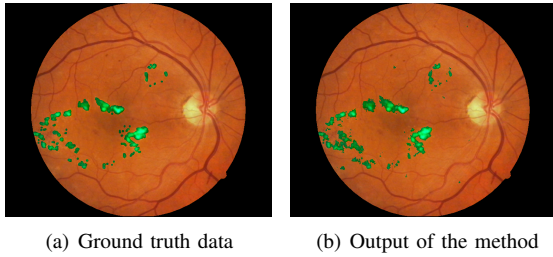 (a) Ground truth data
(b) Output of the method